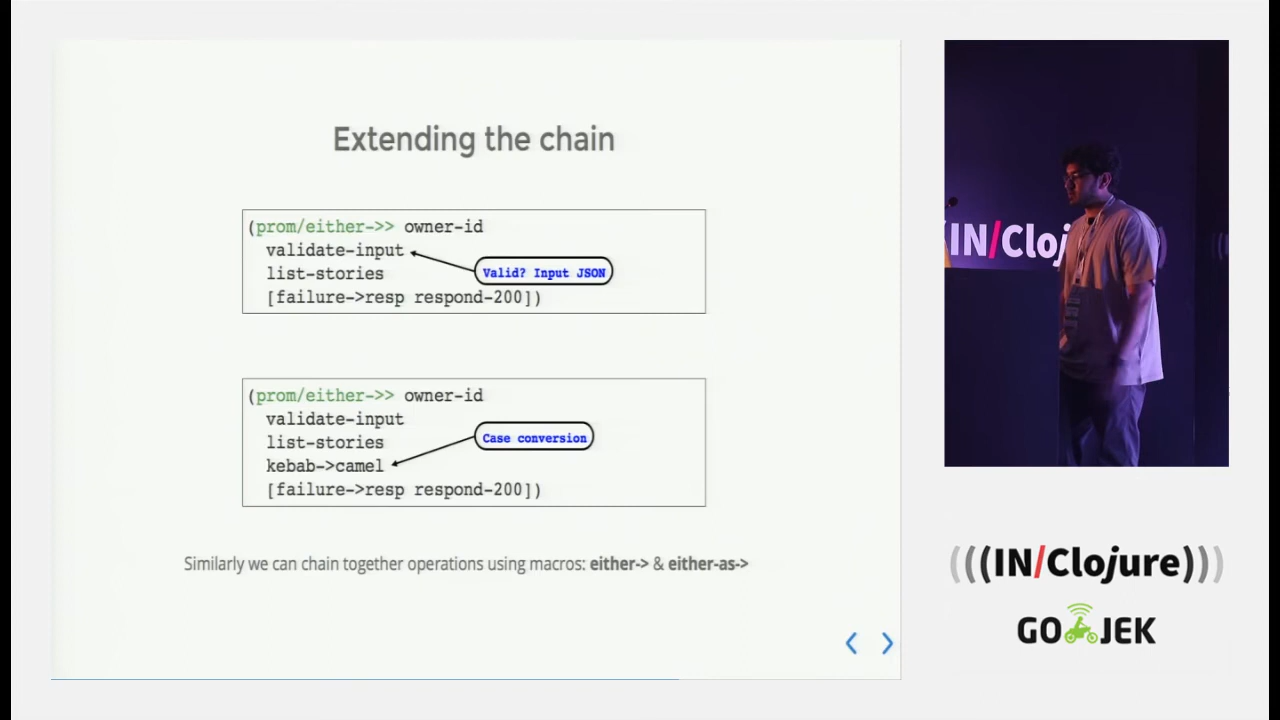 Extending the chain
(prom/either->> owner-id
validate-input
list-stories
[failure->resp respond-200])
Valid? Input JSON
(prom/either->> owner-id
validate-input
list-stories
kebab->camel
[failure->resp respond-200])
Case conversion
Similarly we can chain together operations using macros: either-> & either-as->
IN/Cloj
(((IN/Clojure)))
GOJEK